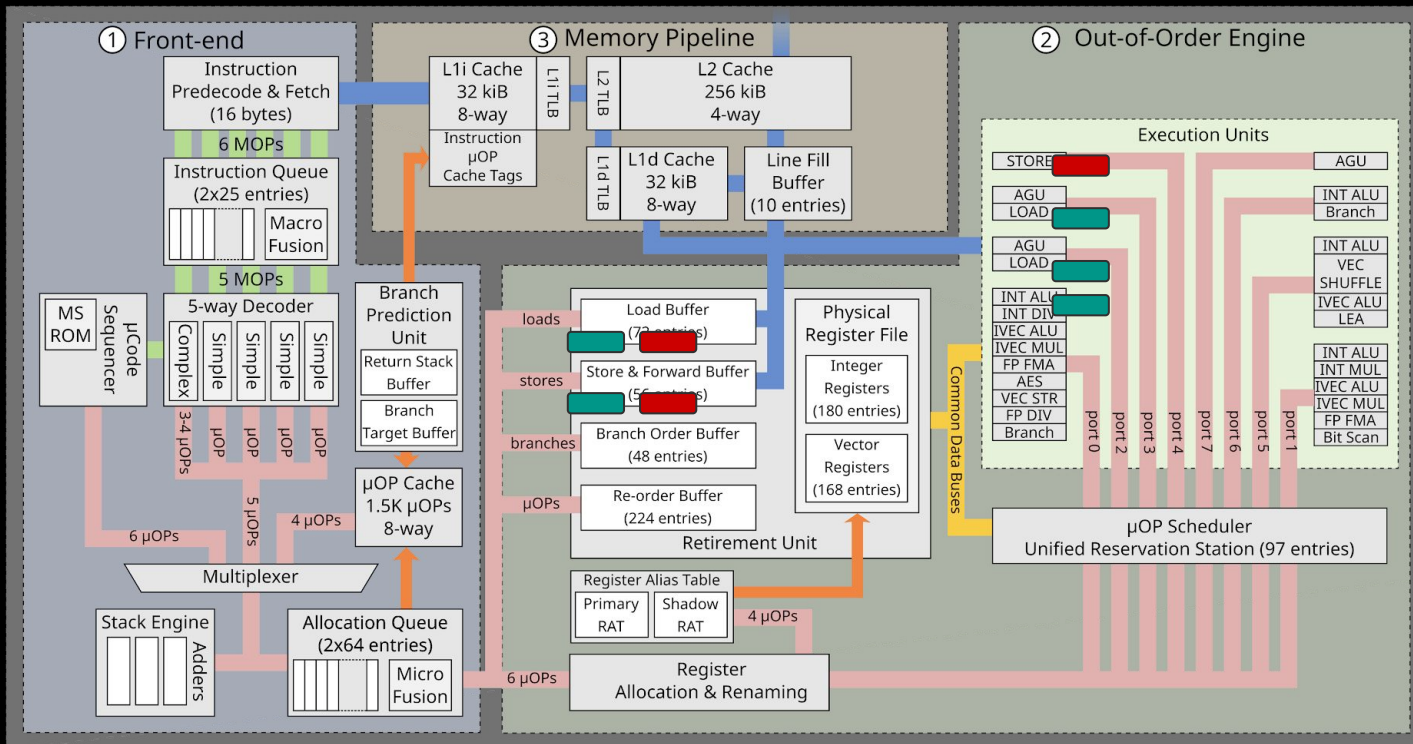 1 Front-end
Instruction
Predecode & Fetch
(16 bytes)
6 MOPs
Instruction Queue
(2x25 entries)
Macro
Fusion
5 MOPs
MS
ROM
µCode
Sequencer
5-way Decoder
Complex
Simple
Simple
Simple
Simple
3-4 µOPs
µOP
µOP
µOP
µOP
5 µOPs
6 µOPs
4 µOPs
Branch
Prediction
Unit
Return Stack
Buffer
Branch
Target Buffer
µOP Cache
1.5K µOPs
8-way
Multiplexer
Stack Engine
Adders
Allocation Queue
(2x64 entries)
Micro
Fusion
3 Memory Pipeline
L1i Cache
32 kiB
8-way
L1i TLB
Instruction
µOP
Cache Tags
L2 TLB
L2 Cache
256 kiB
4-way
L1d TLB
L1d Cache
32 kiB
8-way
Line Fill
Buffer
(10 entries)
2 Out-of-Order Engine
loads
Load Buffer
stores
Store & Forward Buffer
branches
Branch Order Buffer
(48 entries)
µOPs
Re-order Buffer
(224 entries)
Physical
Register File
Integer
Registers
(180 entries)
Vector
Registers
(168 entries)
Retirement Unit
Register Alias Table
Primary
RAT
Shadow
RAT
4 µOPs
6 µOPs
Register
Allocation & Renaming
Common Data Buses
Execution Units
STORE
AGU
LOAD
AGU
LOAD
INT ALU
INT DIV
IVEC ALU
IVEC MUL
FP FMA
AES
VEC STR
FP DIV
Branch
port 0
port 2
port 3
port 4
port 7
port 6
port 5
port 1
AGU
INT ALU
Branch
INT ALU
VEC
SHUFFLE
IVEC ALU
LEA
INT ALU
INT MUL
IVEC ALU
IVEC MUL
FP FMA
Bit Scan
µOP Scheduler
Unified Reservation Station (97 entries)